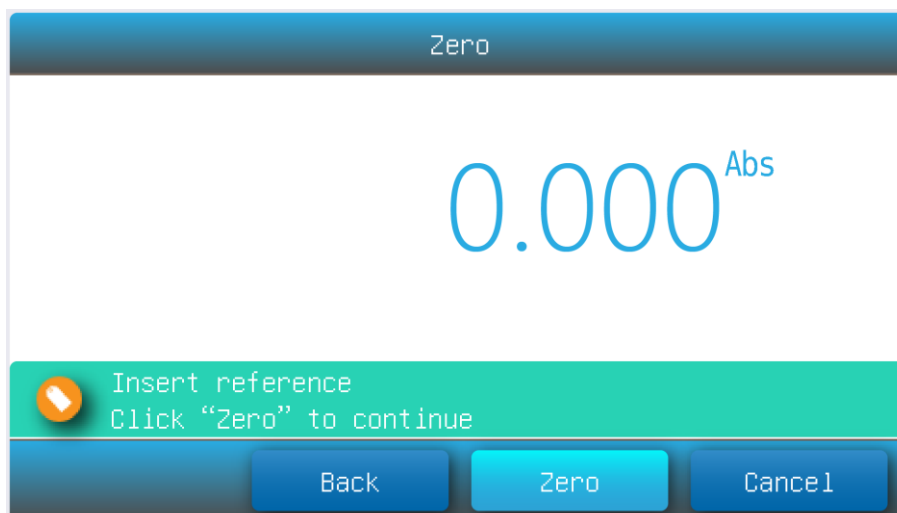 Zero
0.000 Abs
Insert reference
Click “Zero” to continue
Back Zero Cancel